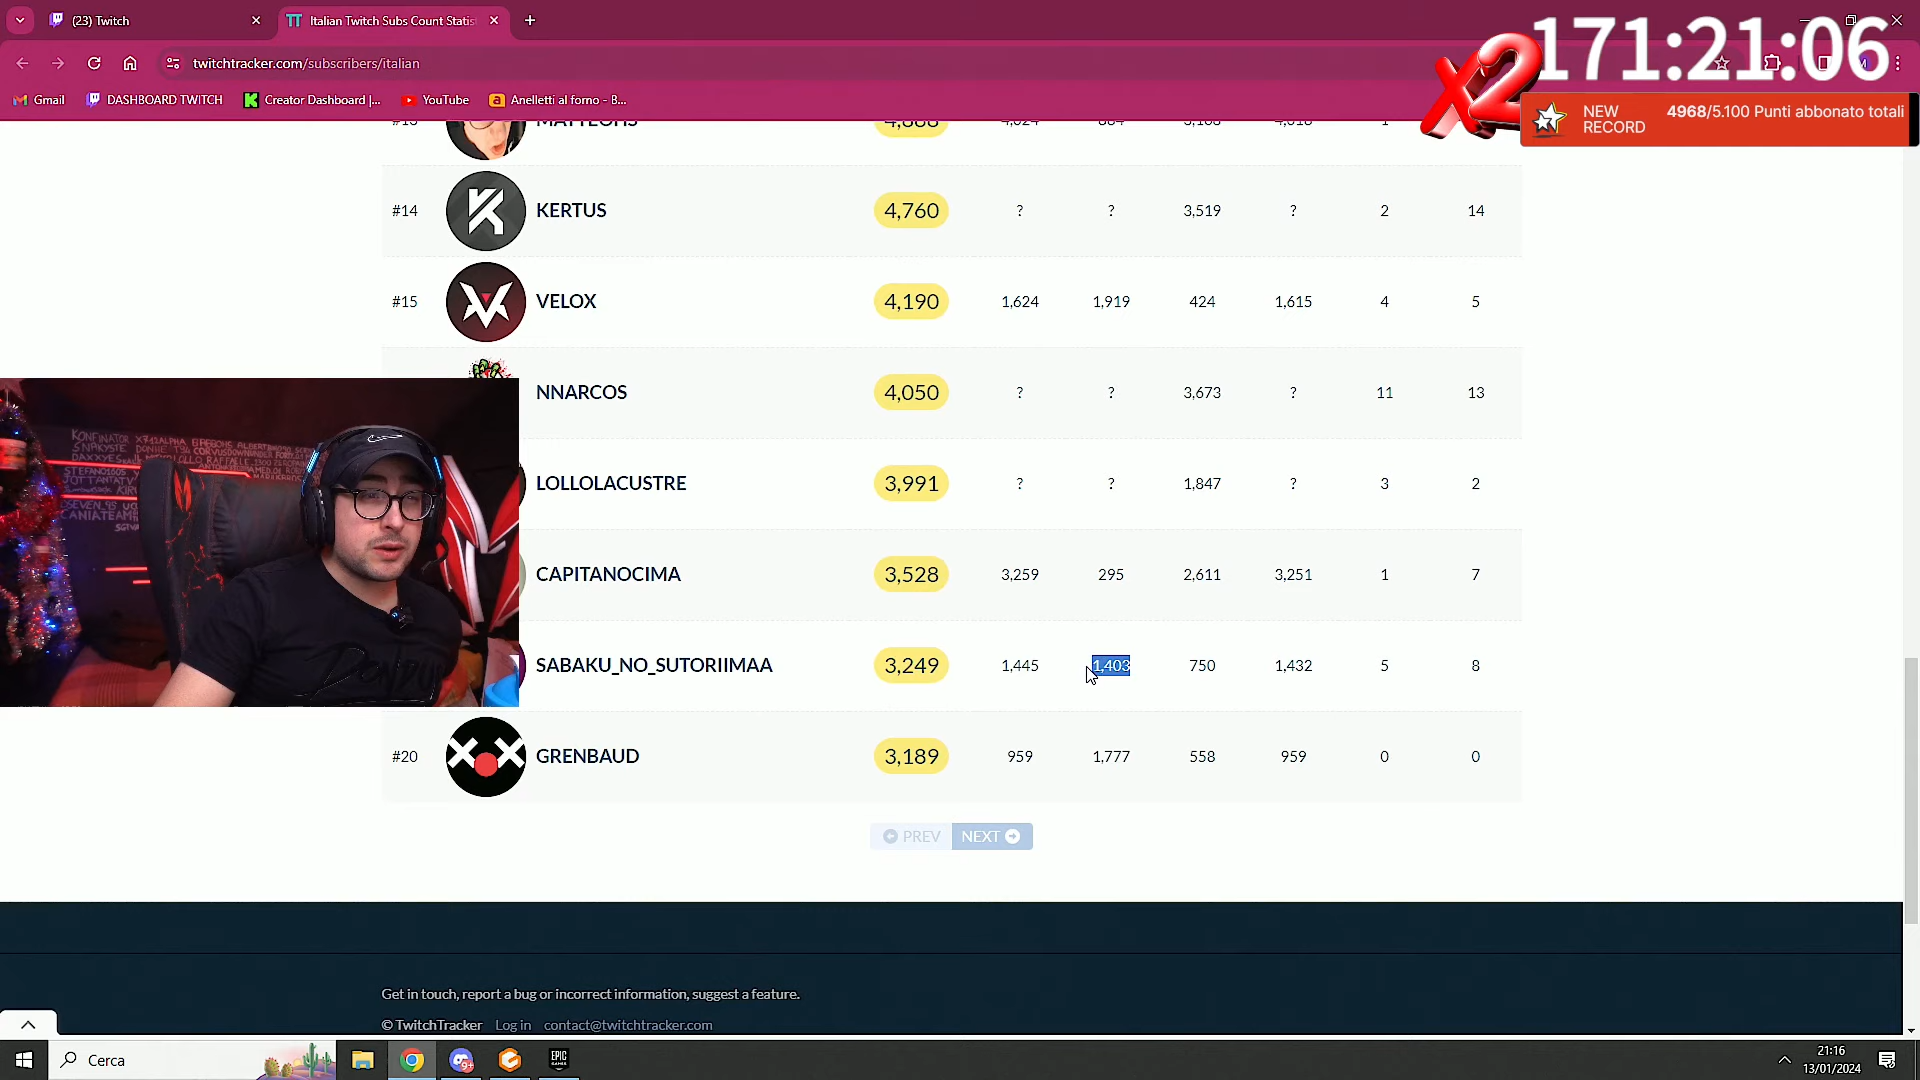 (23) Twitch
Italian Twitch Subs Count Statis
twitchtracker.com/subscribers/italian
171:21:06
x2
Gmail
DASHBOARD TWITCH
Creator Dashboard |...
YouTube
Anelletti al forno - B...
NEW RECORD
4968/5.100 Punti abbonato totali
#14 KERTUS 4,760 ? ? 3,519 ? 2 14
#15 VELOX 4,190 1,624 1,919 424 1,615 4 5
NNARCOS 4,050 ? ? 3,673 ? 11 13
LOLLOLACUSTRE 3,991 ? ? 1,847 ? 3 2
CAPITANOCIMA 3,528 3,259 295 2,611 3,251 1 7
SABAKU_NO_SUTORIIMAA 3,249 1,445 1,403 750 1,432 5 8
#20 GRENBAUD 3,189 959 1,777 558 959 0 0
PREV NEXT
Get in touch, report a bug or incorrect information, suggest a feature.
© TwitchTracker Log in contact@twitchtracker.com
Cerca
9+
EPIC GAMES
21:16
13/01/2024